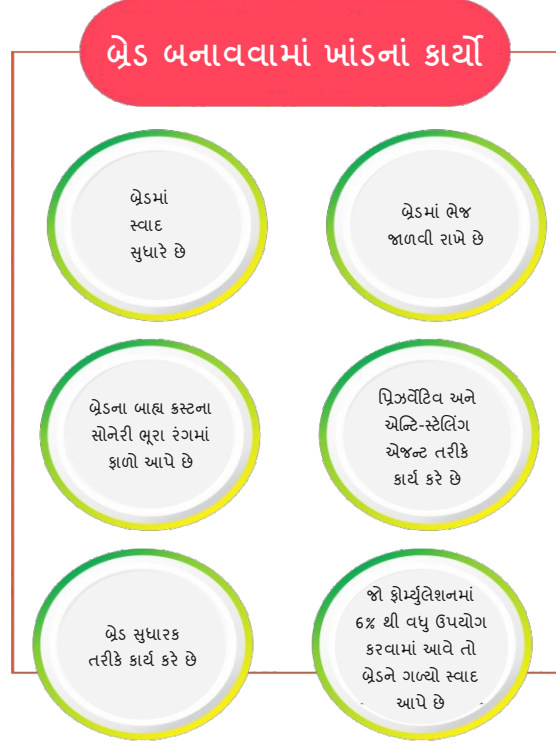 બ્રેડ બનાવવામાં ખાંડનાં કાર્યો
બ્રેડમાં
સ્વાદ
સુધારે છે
બ્રેડમાં ભેજ
જાળવી રાખે છે
બ્રેડના બાહ્ય ક્રસ્ટના
સોનેરી ભૂરા રંગમાં
ફાળો આપે છે
પ્રિઝર્વેટિવ અને
એન્ટિ-સ્ટેલિંગ
એજન્ટ તરીકે
કાર્ય કરે છે
બ્રેડ સુધારક
તરીકે કાર્ય કરે છે
જો ફોર્મ્યુલેશનમાં
6% થી વધુ ઉપયોગ
કરવામાં આવે તો
બ્રેડને ગળ્યો સ્વાદ
આપે છે